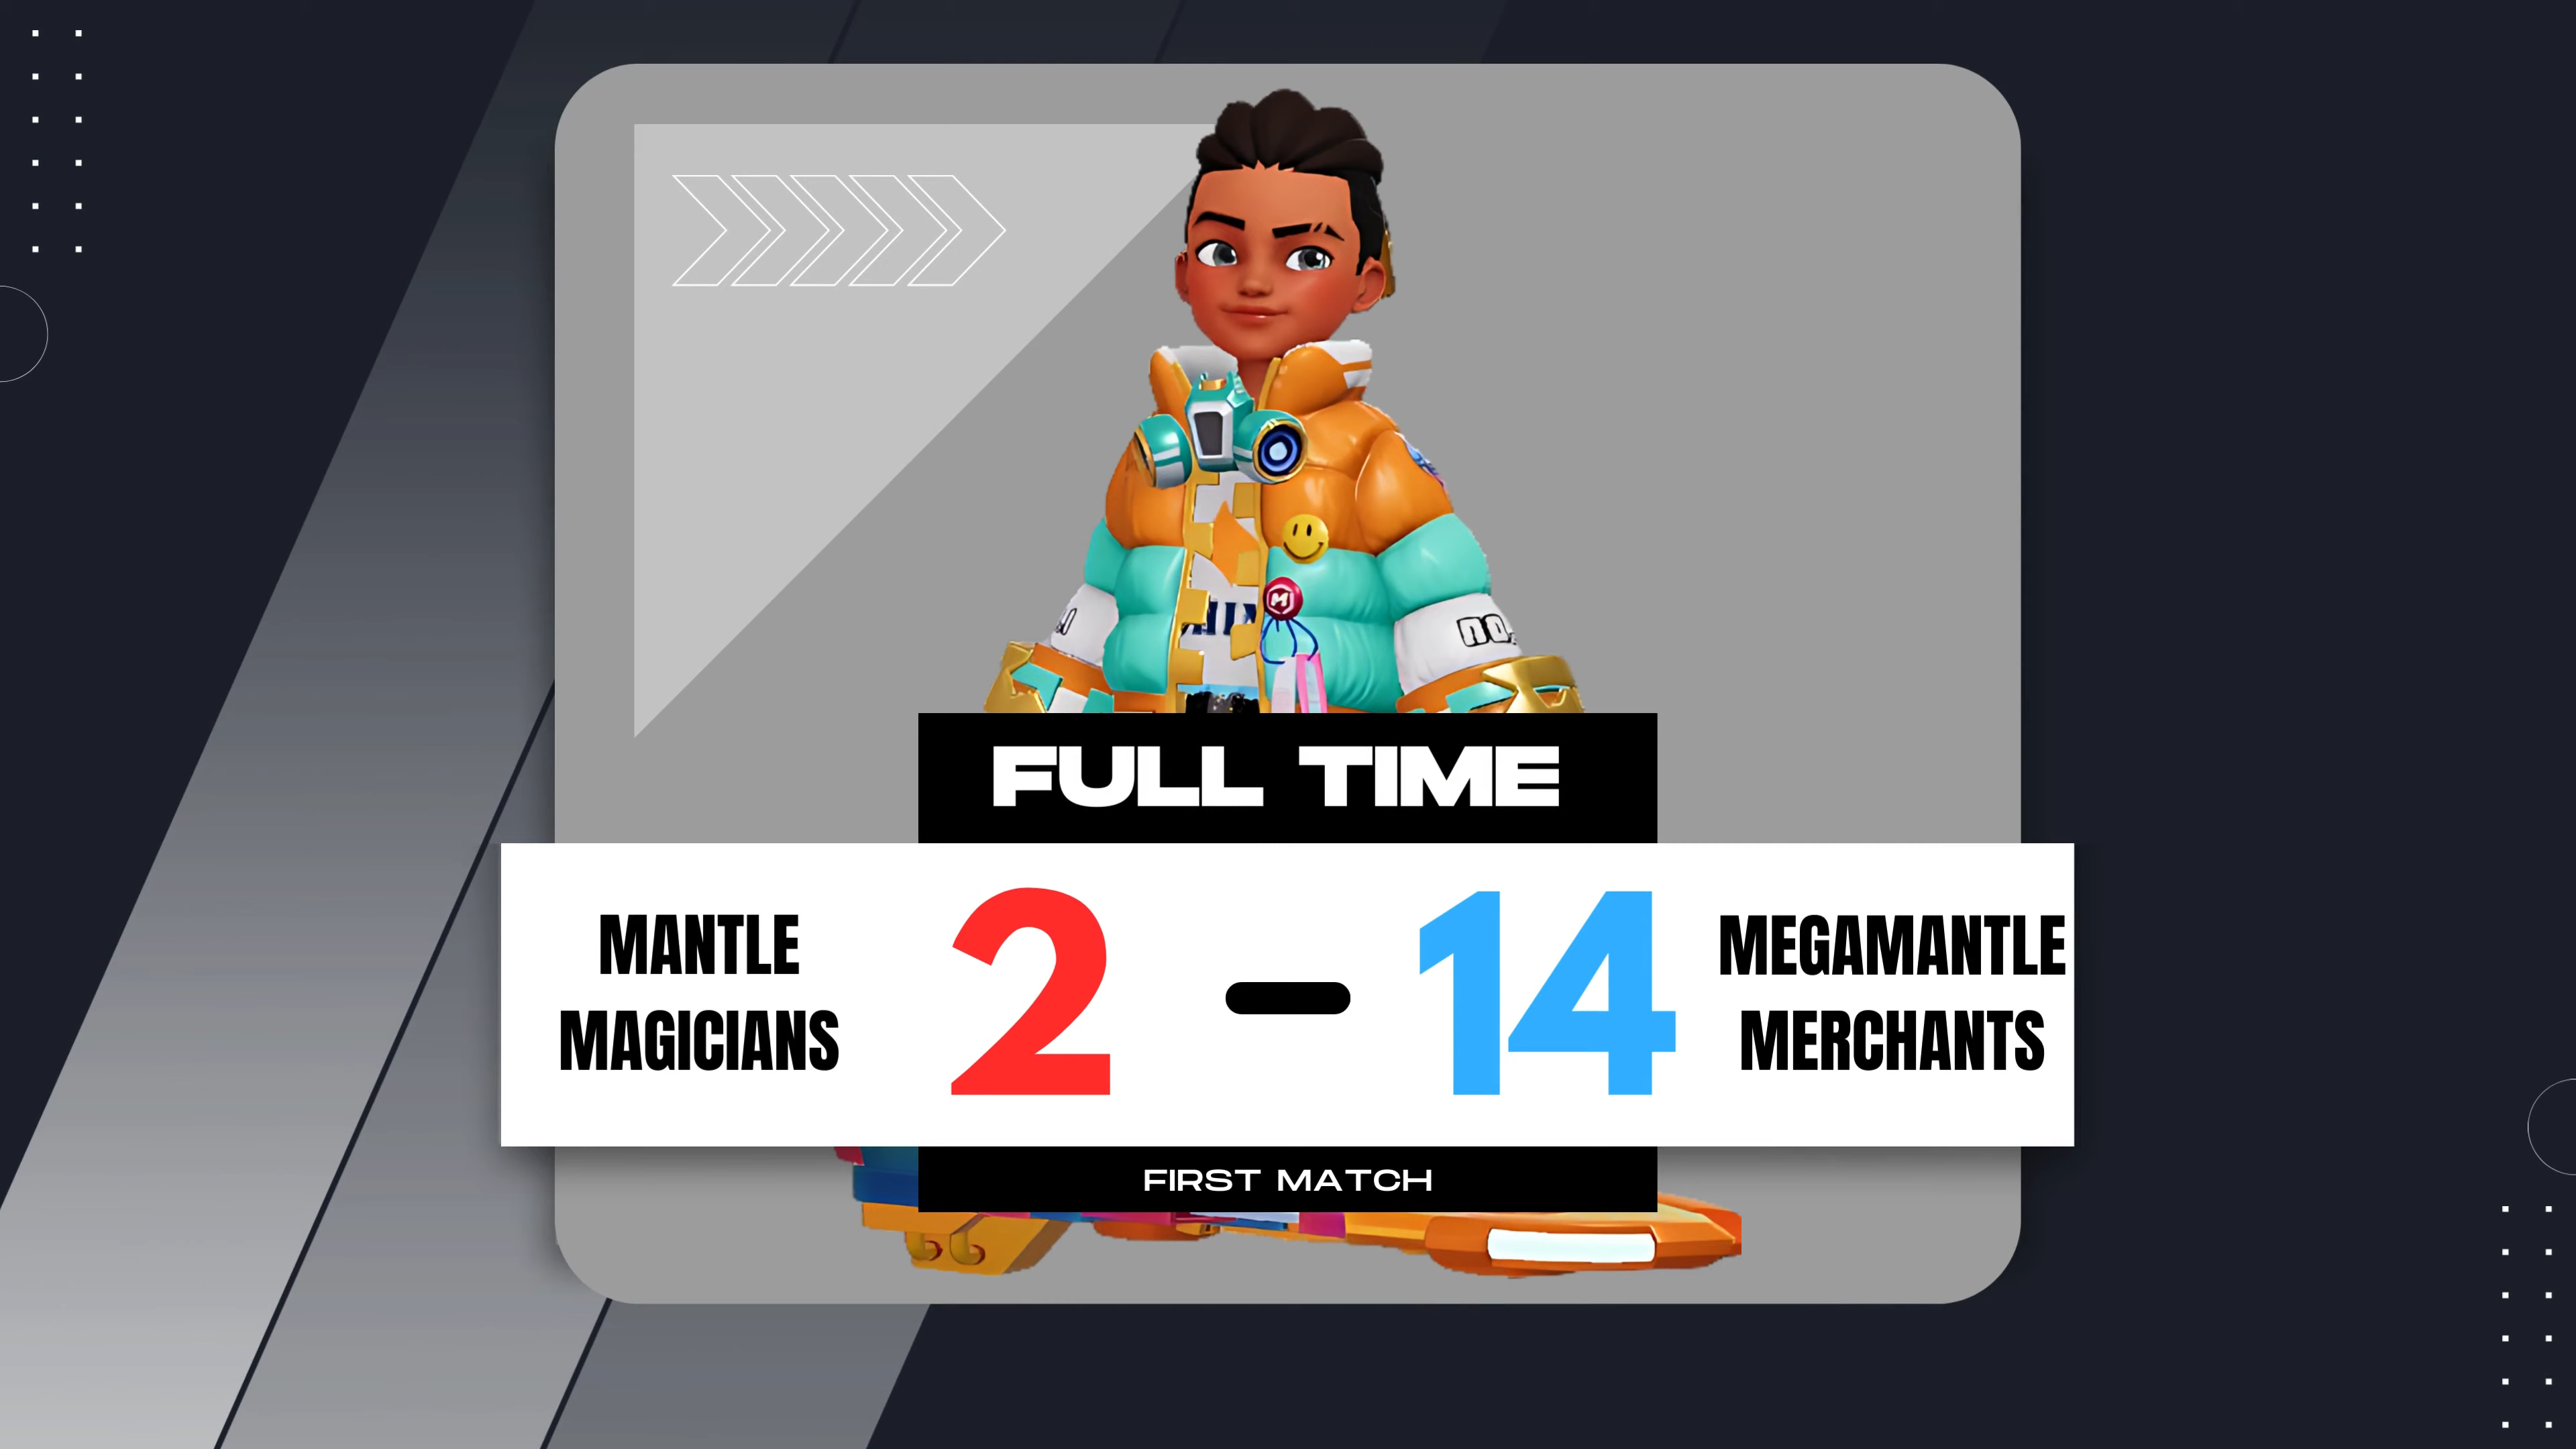 FULL TIME
MANTLE
MAGICIANS
2 - 14
MEGAMANTLE
MERCHANTS
FIRST MATCH